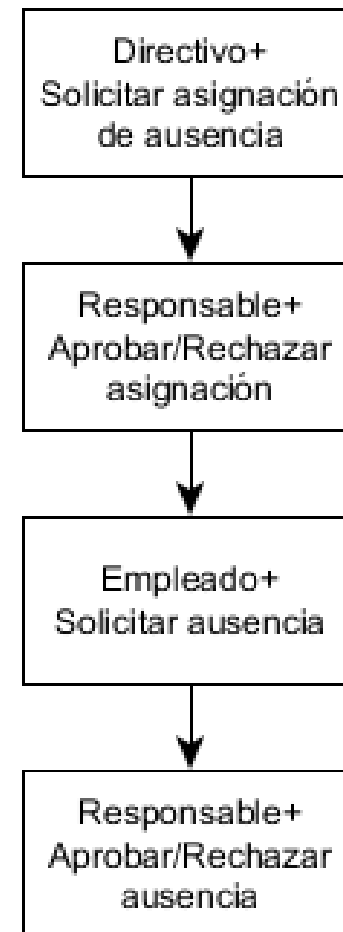 Directivo+
Solicitar asignación
de ausencia
Responsable+
Aprobar/Rechazar
asignación
Empleado+
Solicitar ausencia
Responsable+
Aprobar/Rechazar
ausencia